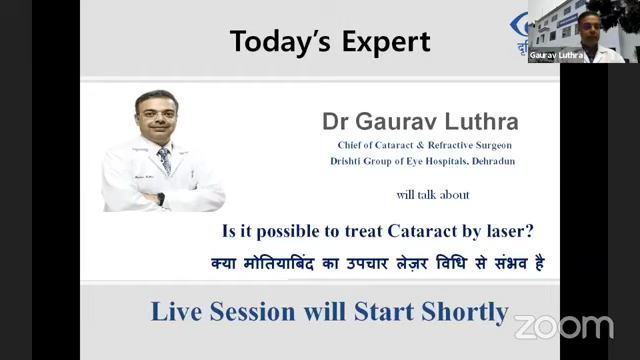 Today's Expert
Gaurav Luthra
Dr Gaurav Luthra
Chief of Cataract & Refractive Surgeon
Drishti Group of Eye Hospitals, Dehradun
will talk about
Is it possible to treat Cataract by laser?
क्या मोतियाबिंद का उपचार लेज़र विधि से संभव है
Live Session will Start Shortly
zoom